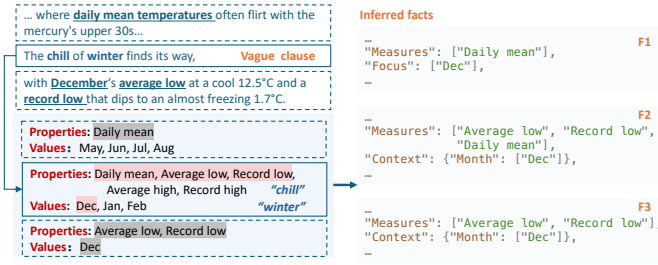 ... where daily mean temperatures often flirt with the
mercury's upper 30s...
The chill of winter finds its way, Vague clause
with December's average low at a cool 12.5°C and a
record low that dips to an almost freezing 1.7°C.
Properties: Daily mean
Values: May, Jun, Jul, Aug
Properties: Daily mean, Average low, Record low,
Average high, Record high "chill"
Values: Dec, Jan, Feb "winter"
Properties: Average low, Record low
Values: Dec
Inferred facts
... F1
"Measures": ["Daily mean"],
"Focus": ["Dec"],
...
F2
...
"Measures": ["Average low", "Record low",
"Daily mean"],
"Context": {"Month": ["Dec"]},
...
F3
...
"Measures": ["Average low", "Record low"],
"Context": {"Month": ["Dec"]},
...